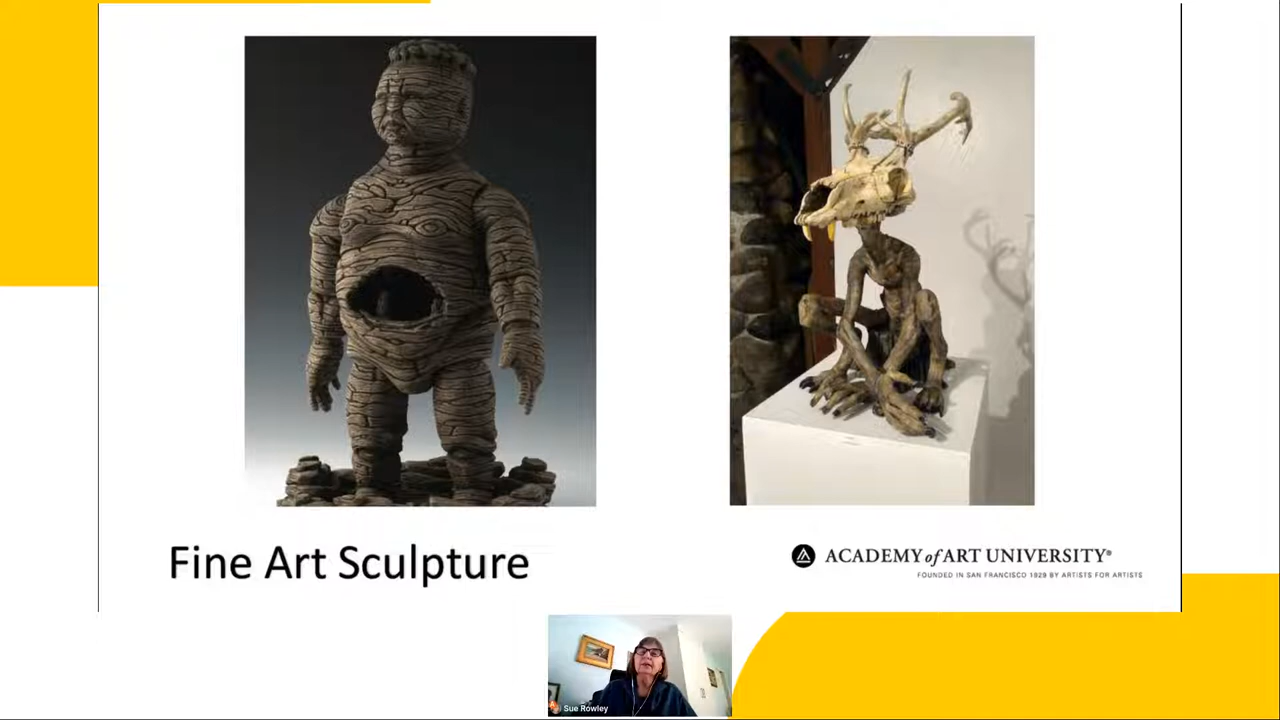 Fine Art Sculpture
ACADEMY of ART UNIVERSITY®
FOUNDED IN SAN FRANCISCO 1929 BY ARTISTS FOR ARTISTS
Sue Rowley